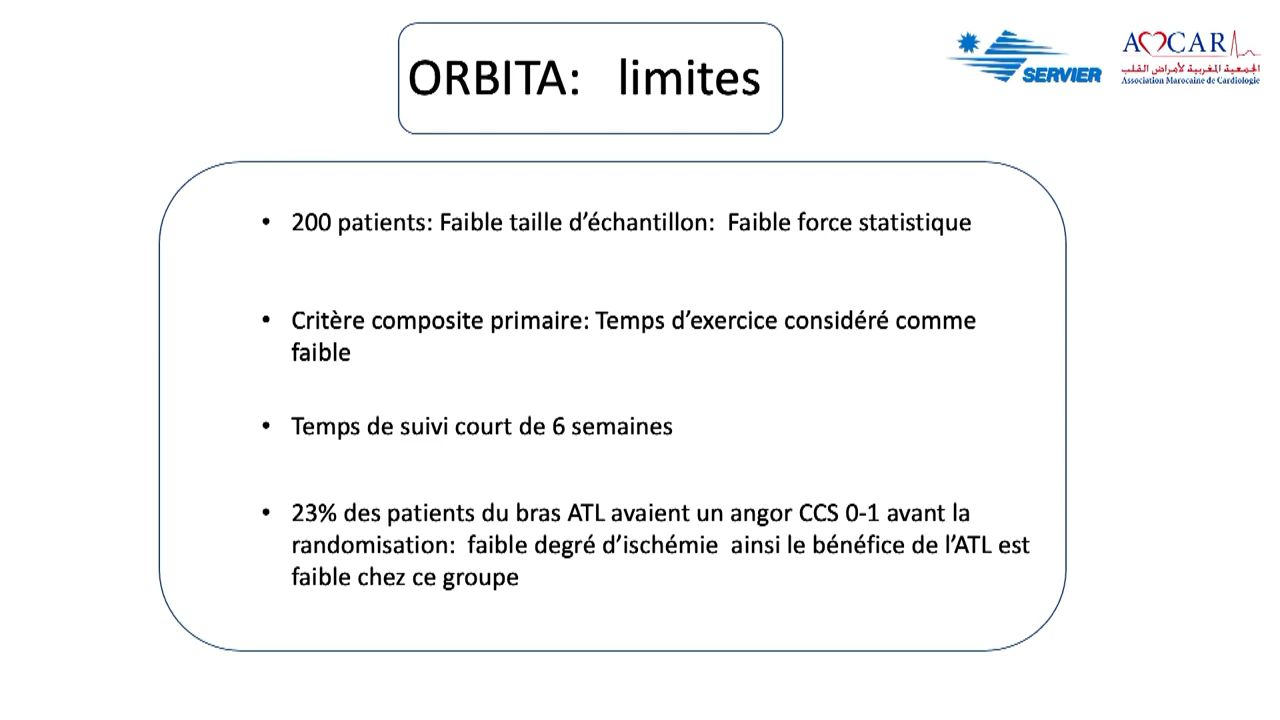 ORBITA: limites
SERVIER
AMCAR
الجمعية المغربية لأمراض القلب
Association Marocaine de Cardiologie
• 200 patients: Faible taille d’échantillon: Faible force statistique
• Critère composite primaire: Temps d’exercice considéré comme
faible
• Temps de suivi court de 6 semaines
• 23% des patients du bras ATL avaient un angor CCS 0-1 avant la
randomisation: faible degré d’ischémie ainsi le bénéfice de l’ATL est
faible chez ce groupe